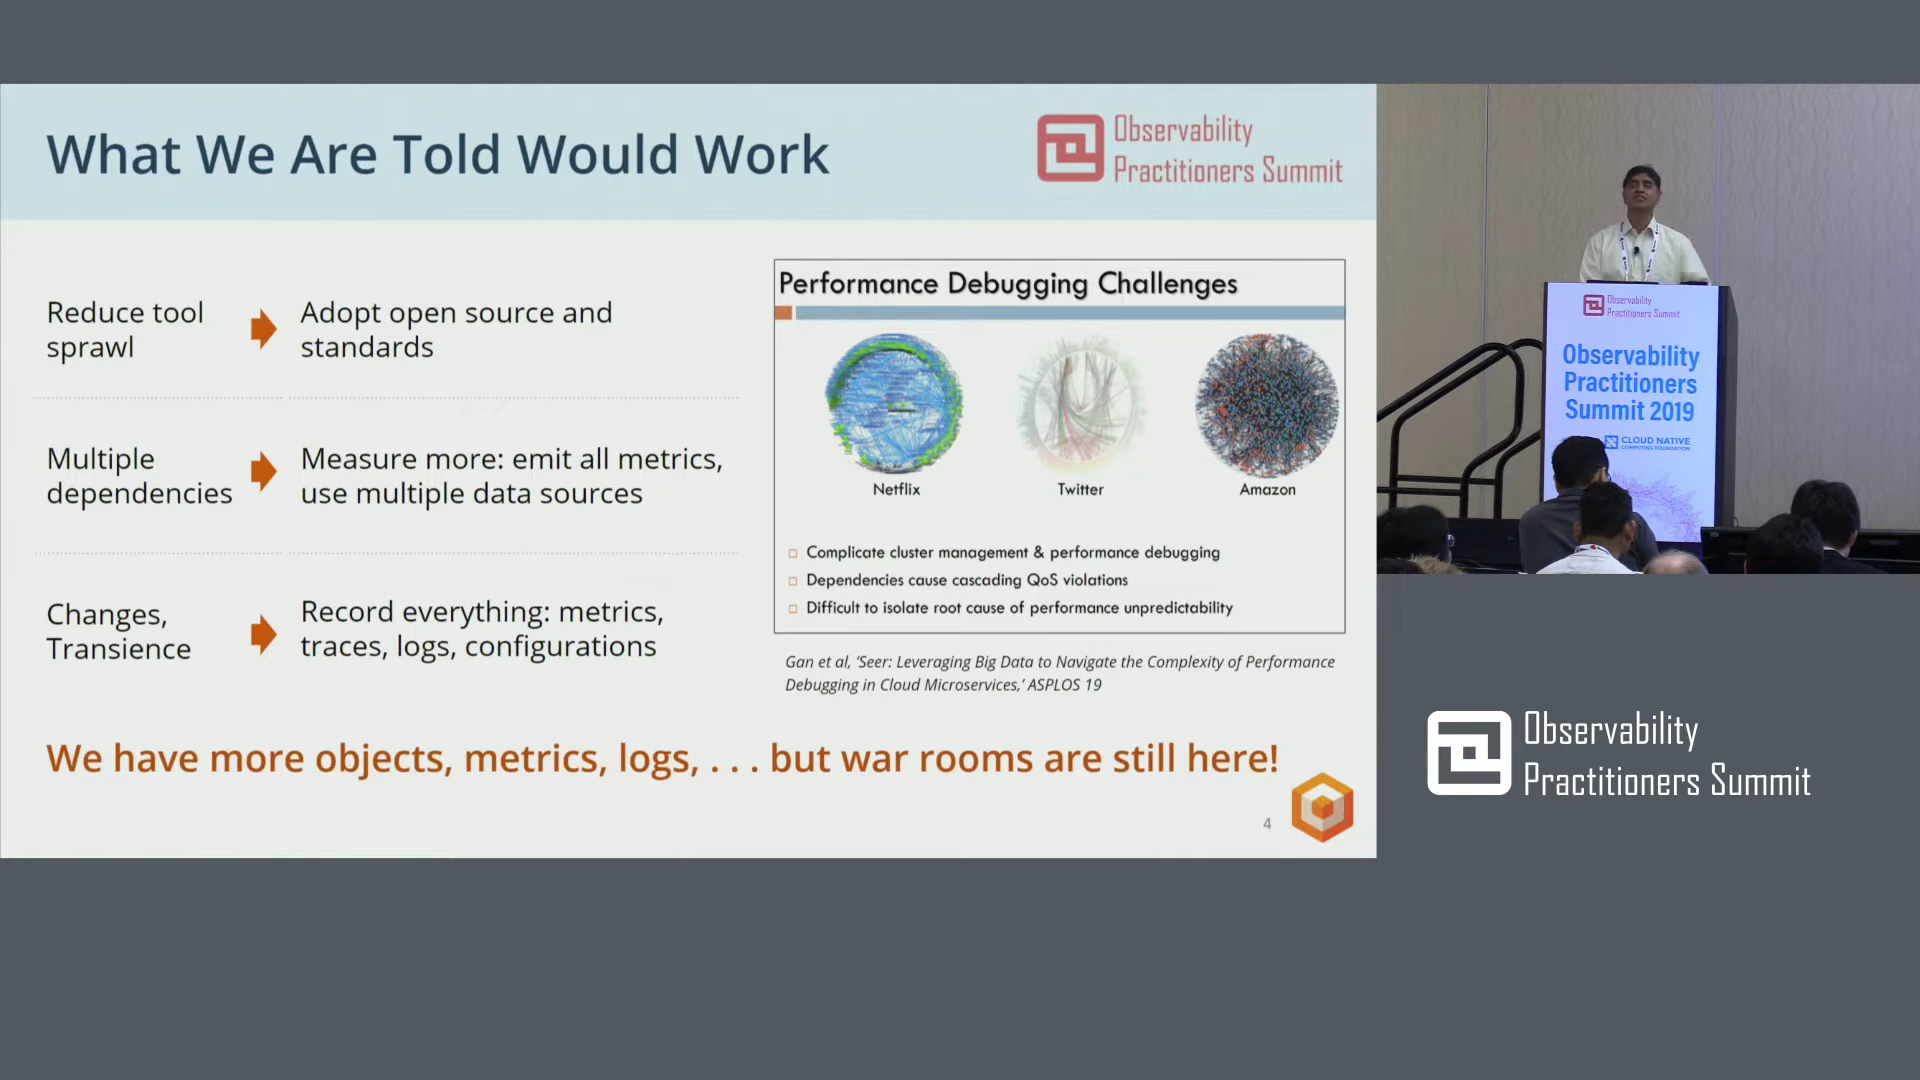 What We Are Told Would Work
Observability
Practitioners Summit
Reduce tool
sprawl
Adopt open source and
standards
Multiple
dependencies
Measure more: emit all metrics,
use multiple data sources
Changes,
Transience
Record everything: metrics,
traces, logs, configurations
Performance Debugging Challenges
Netflix
Twitter
Amazon
Complicate cluster management & performance debugging
Dependencies cause cascading QoS violations
Difficult to isolate root cause of performance unpredictability
Gan et al, ‘Seer: Leveraging Big Data to Navigate the Complexity of Performance
Debugging in Cloud Microservices,’ ASPLOS 19
We have more objects, metrics, logs, . . . but war rooms are still here!
4
Observability
Practitioners Summit
Observability
Practitioners
Summit 2019
CLOUD NATIVE
COMPUTING FOUNDATION
Observability
Practitioners Summit